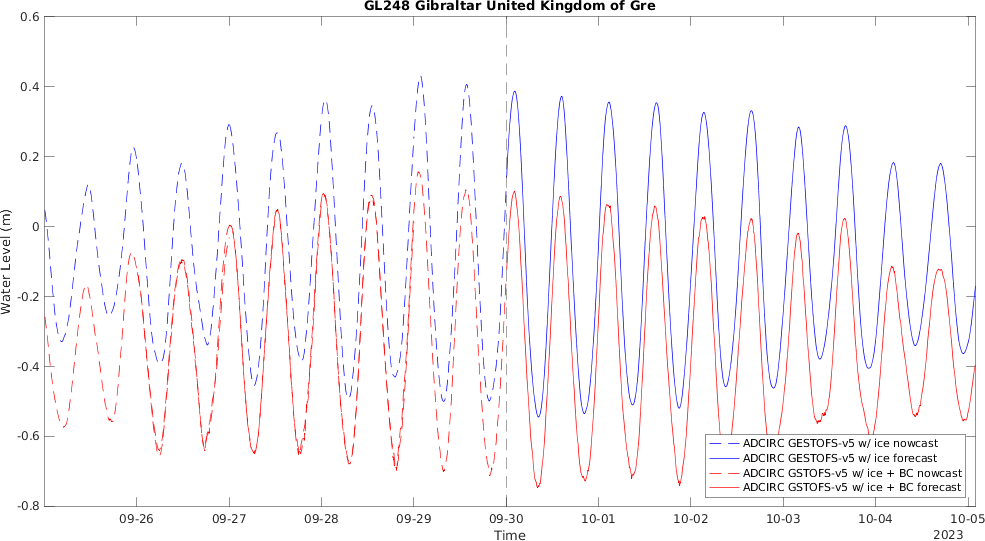 GL248 Gibraltar United Kingdom of Gre
0.6
0.4
0.2
0
-0.2
-0.4
-0.6
-0.8
Water Level (m)
09-26 09-27 09-28 09-29 09-30 10-01 10-02 10-03 10-04 10-05
Time
2023
ADCIRC GESTOFS-v5 w/ ice nowcast
ADCIRC GESTOFS-v5 w/ ice forecast
ADCIRC GSTOFS-v5 w/ ice + BC nowcast
ADCIRC GSTOFS-v5 w/ ice + BC forecast